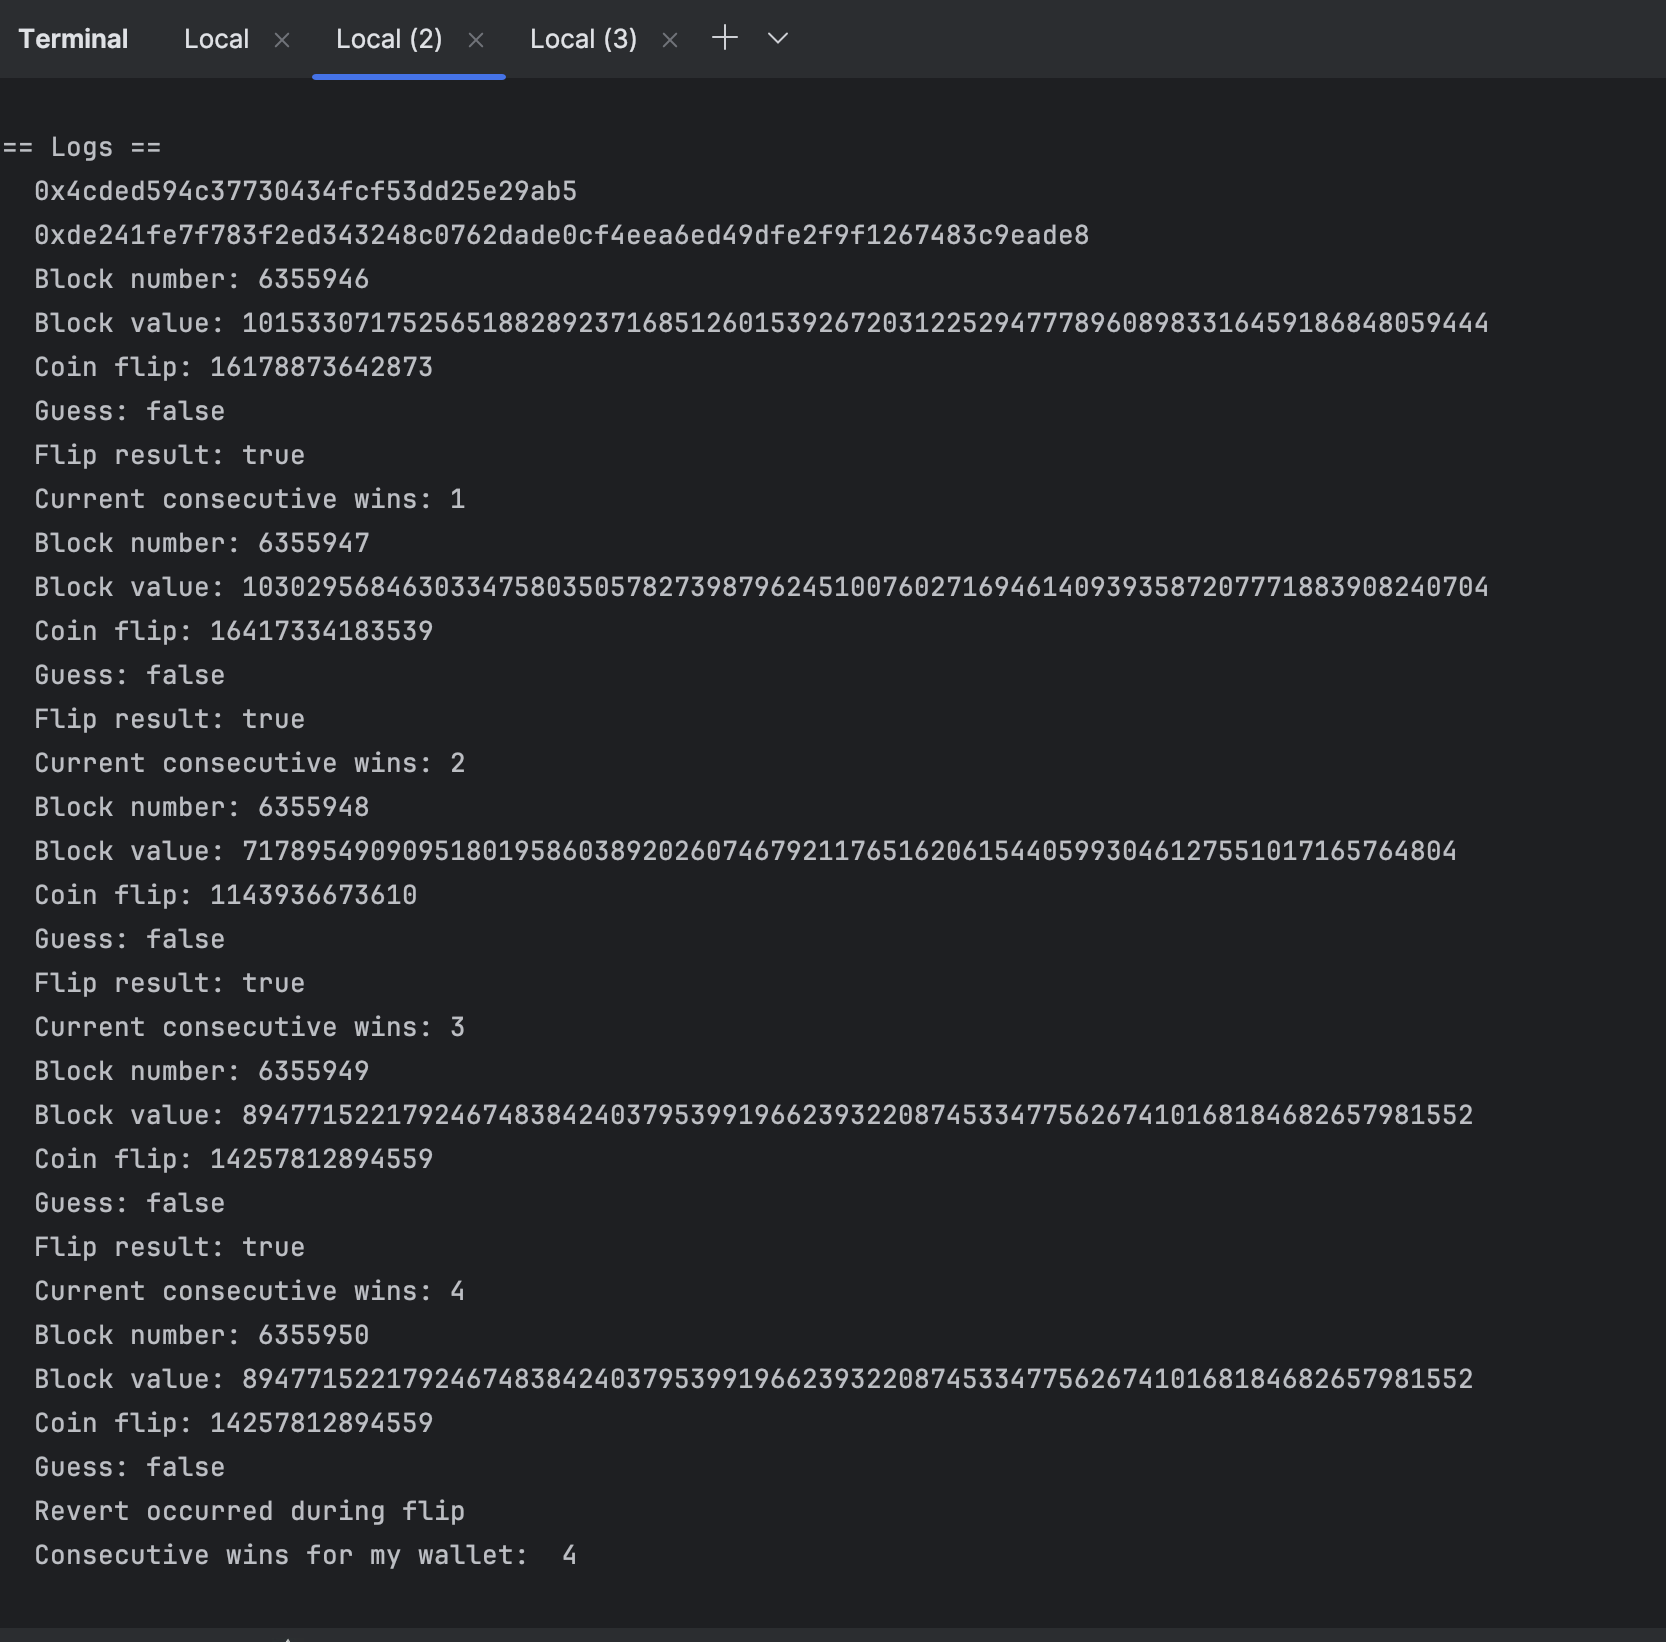 Terminal Local Local (2) Local (3)
== Logs ==
0x4cded594c37730434fcf53dd25e29ab5
0xde241fe7f783f2ed343248c0762dade0cf4eea6ed49dfe2f9f1267483c9eade8
Block number: 6355946
Block value: 101533071752565188289237168512601539267203122529477789608983316459186848059444
Coin flip: 16178873642873
Guess: false
Flip result: true
Current consecutive wins: 1
Block number: 6355947
Block value: 103029568463033475803505782739879624510076027169461409393587207771883908240704
Coin flip: 16417334183539
Guess: false
Flip result: true
Current consecutive wins: 2
Block number: 6355948
Block value: 7178954909095180195860389202607467921176516206154405993046127551017165764804
Coin flip: 1143936673610
Guess: false
Flip result: true
Current consecutive wins: 3
Block number: 6355949
Block value: 89477152217924674838424037953991966239322087453347756267410168184682657981552
Coin flip: 14257812894559
Guess: false
Flip result: true
Current consecutive wins: 4
Block number: 6355950
Block value: 89477152217924674838424037953991966239322087453347756267410168184682657981552
Coin flip: 14257812894559
Guess: false
Revert occurred during flip
Consecutive wins for my wallet:  4